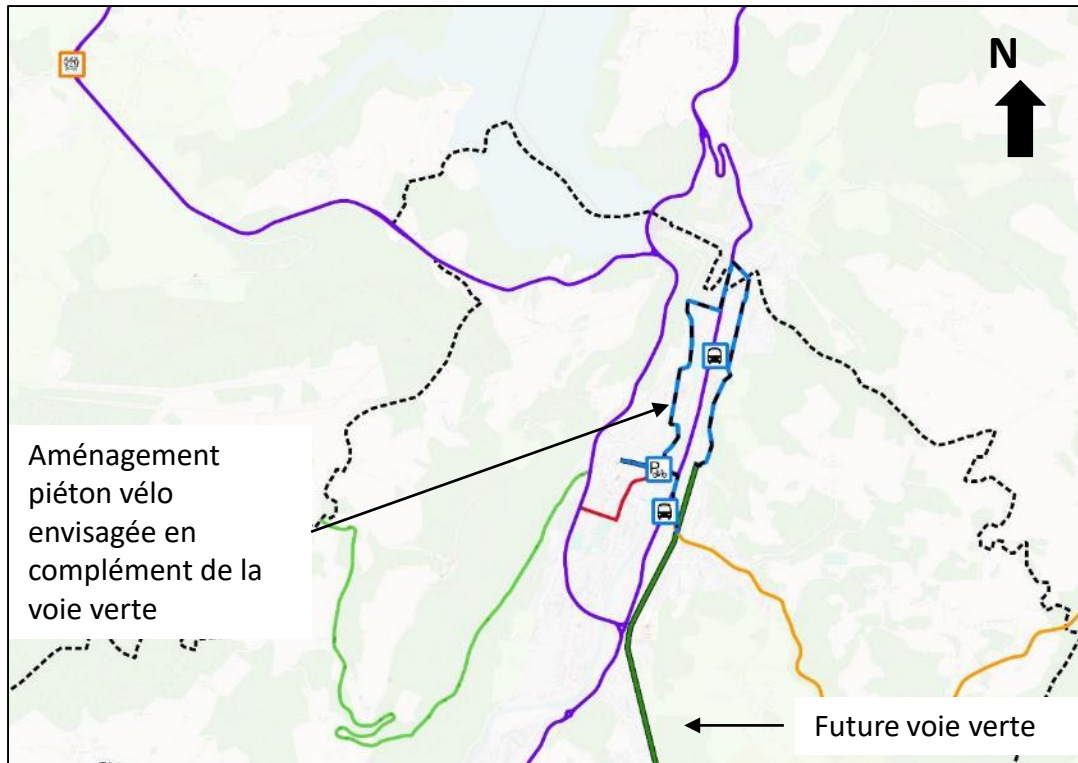 N
Aménagement
piéton vélo
envisagée en
complément de la
voie verte
P
Future voie verte